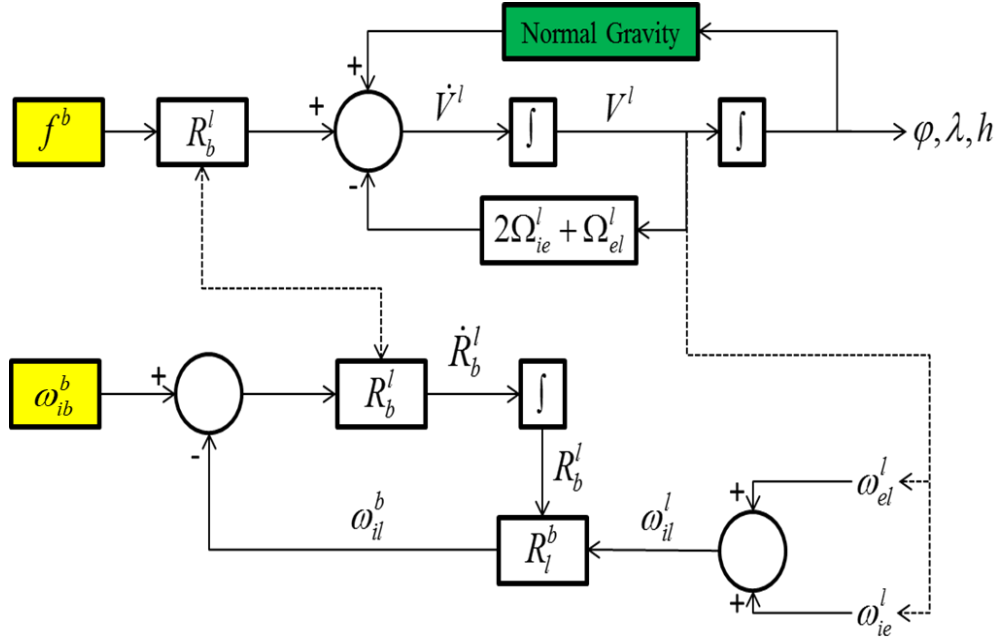 Normal Gravity
+
f^b
R_b^l
+
V̇^l
∫
V^l
∫
φ, λ, h
-
2Ω_ie^l + Ω_el^l
Ṙ_b^l
ω_ib^b
+
R_b^l
∫
-
R_b^l
ω_il^b
R_l^b
ω_il^l
+
ω_el^l
+
ω_ie^l